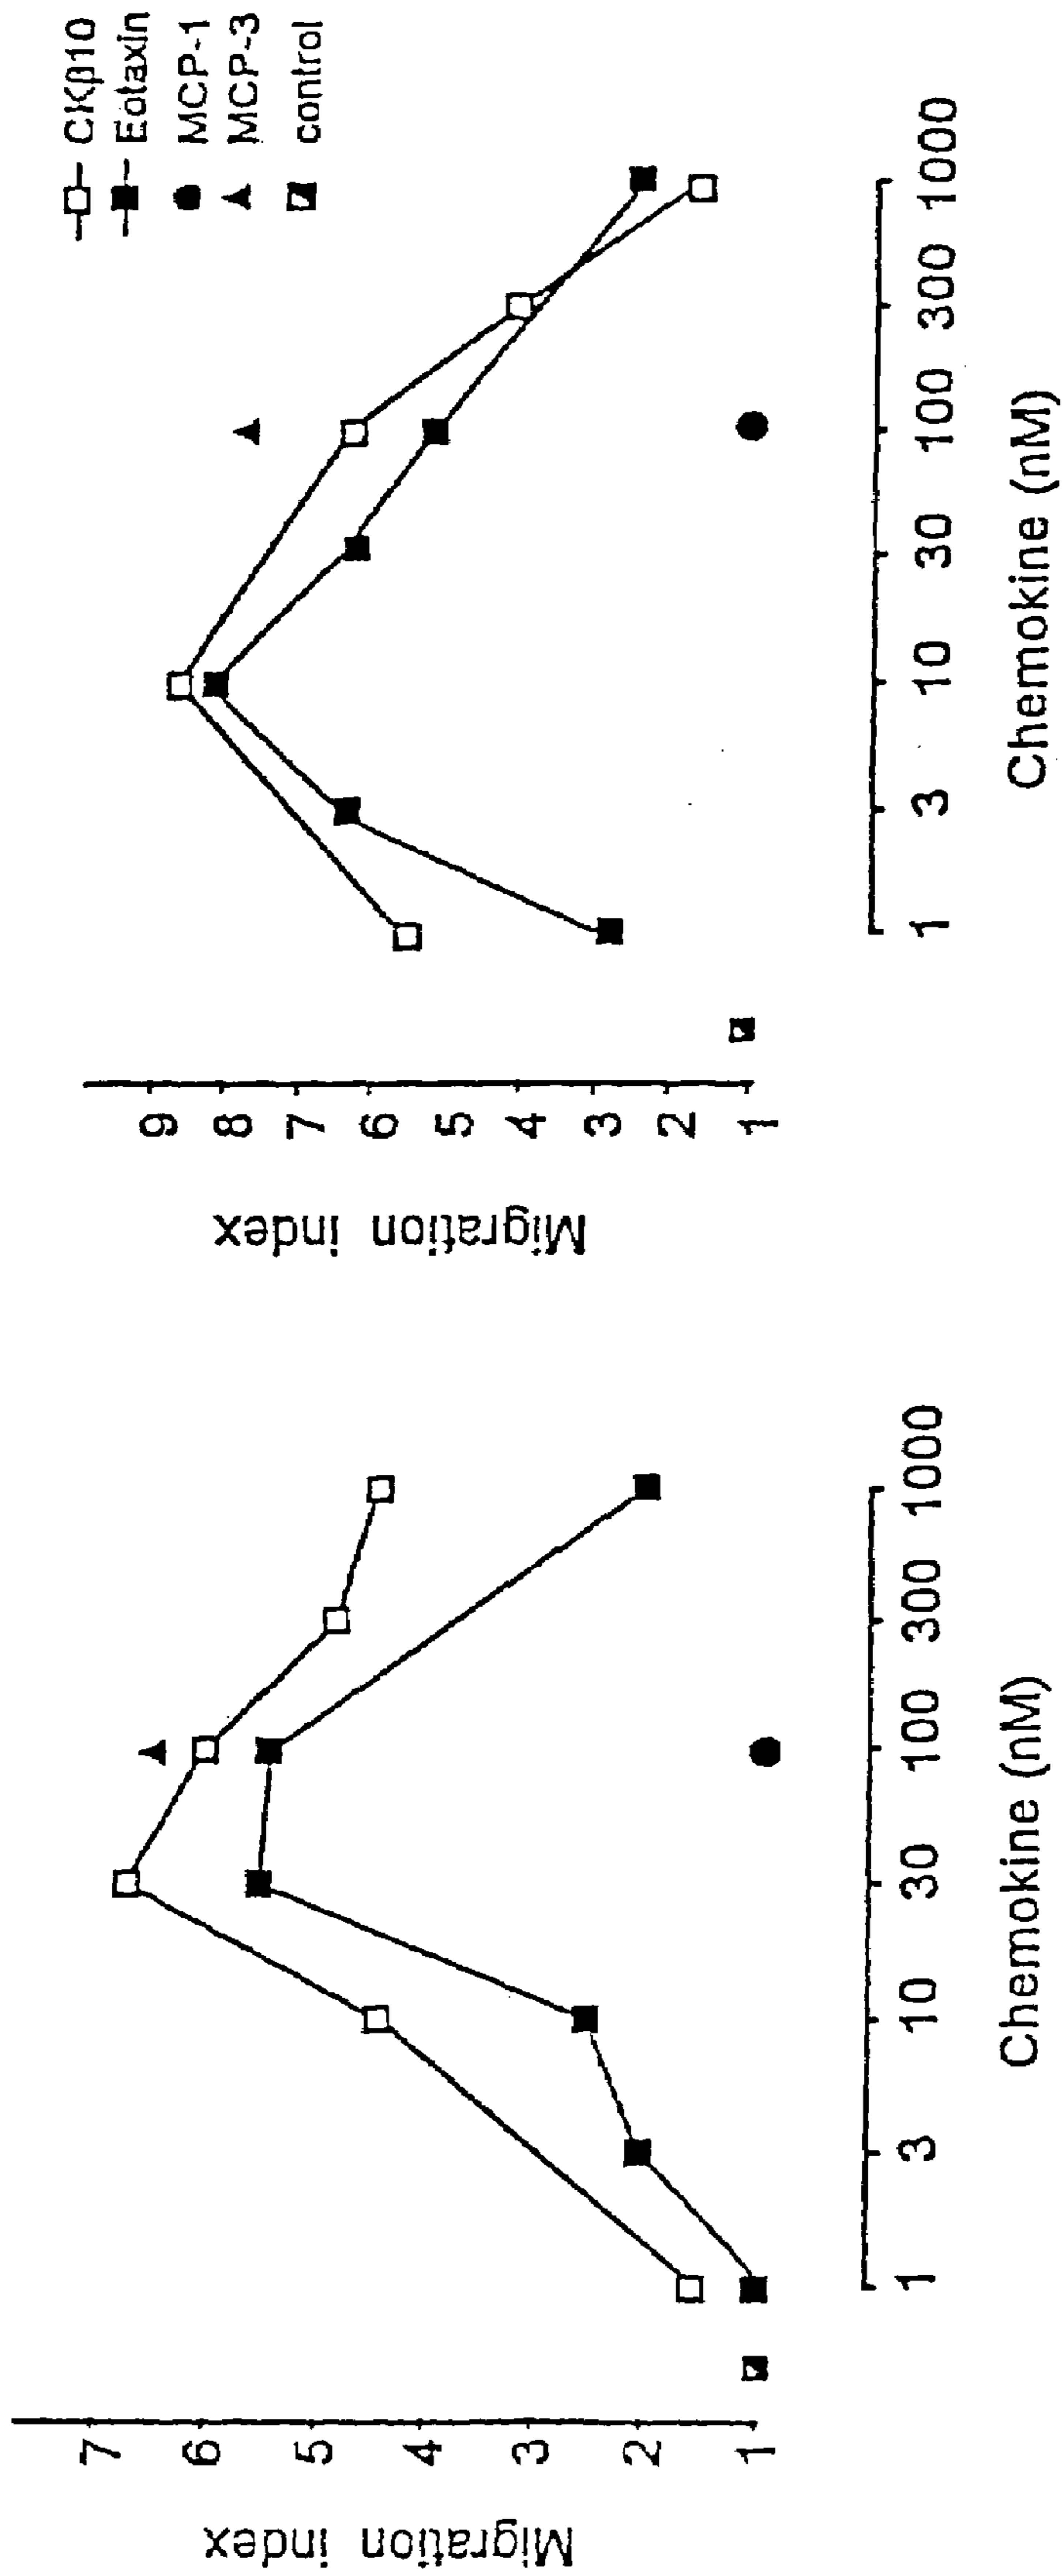 Migration index
7
6
5
4
3
2
1
1 3 10 30 100 300 1000
Chemokine (nM)
Migration index
9
8
7
6
5
4
3
2
1
1 3 10 30 100 300 1000
Chemokine (nM)
CKβ10
Eotaxin
MCP-1
MCP-3
control